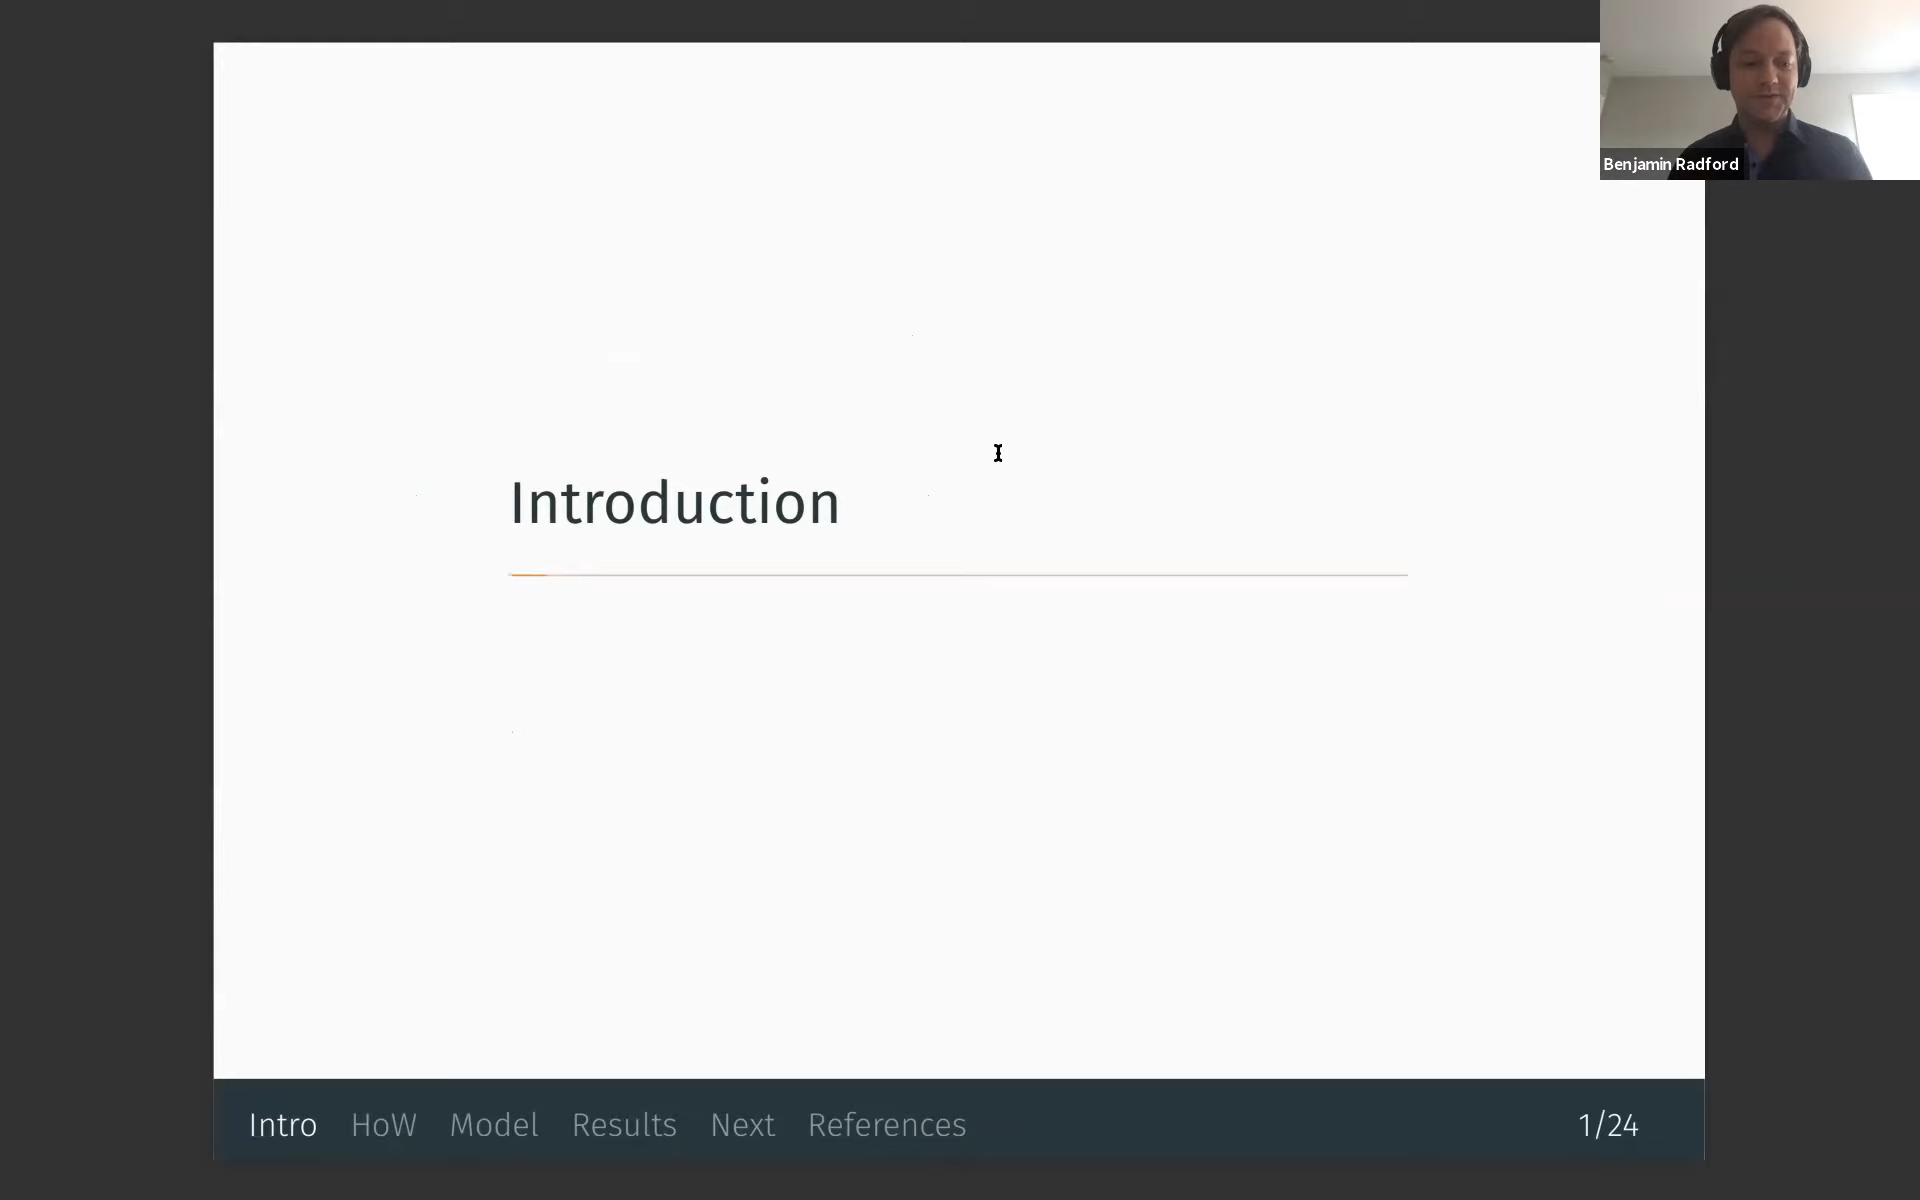 Benjamin Radford
Introduction
Intro HoW Model Results Next References 1/24